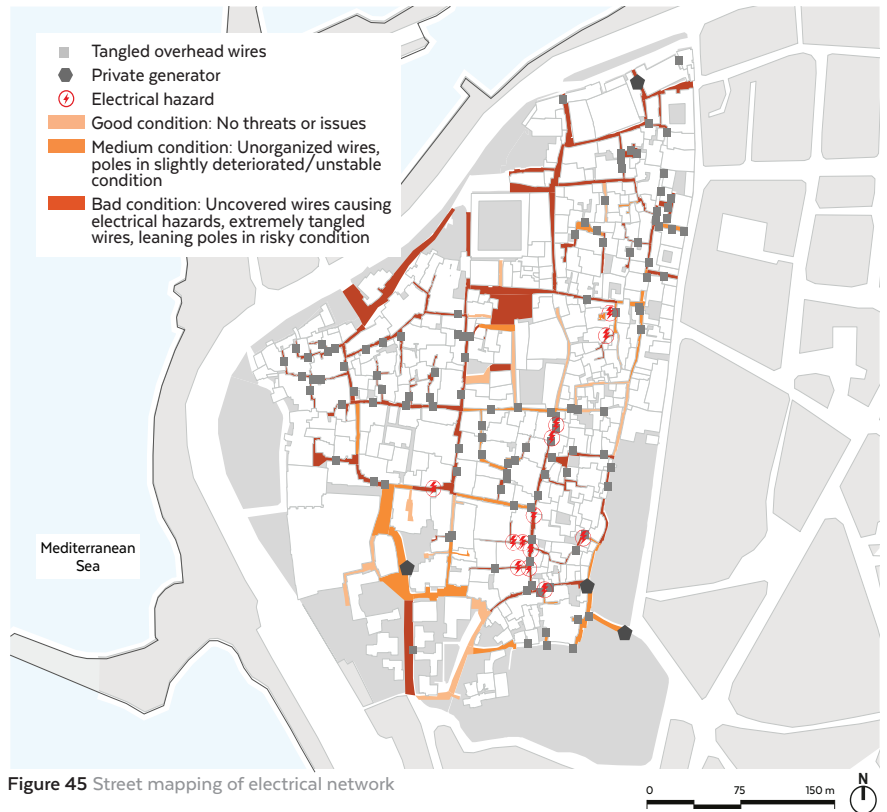 Tangled overhead wires
Private generator
Electrical hazard
Good condition: No threats or issues
Medium condition: Unorganized wires,
poles in slightly deteriorated/unstable
condition
Bad condition: Uncovered wires causing
electrical hazards, extremely tangled
wires, leaning poles in risky condition
Mediterranean
Sea
Figure 45 Street mapping of electrical network
0 75 150 m
N